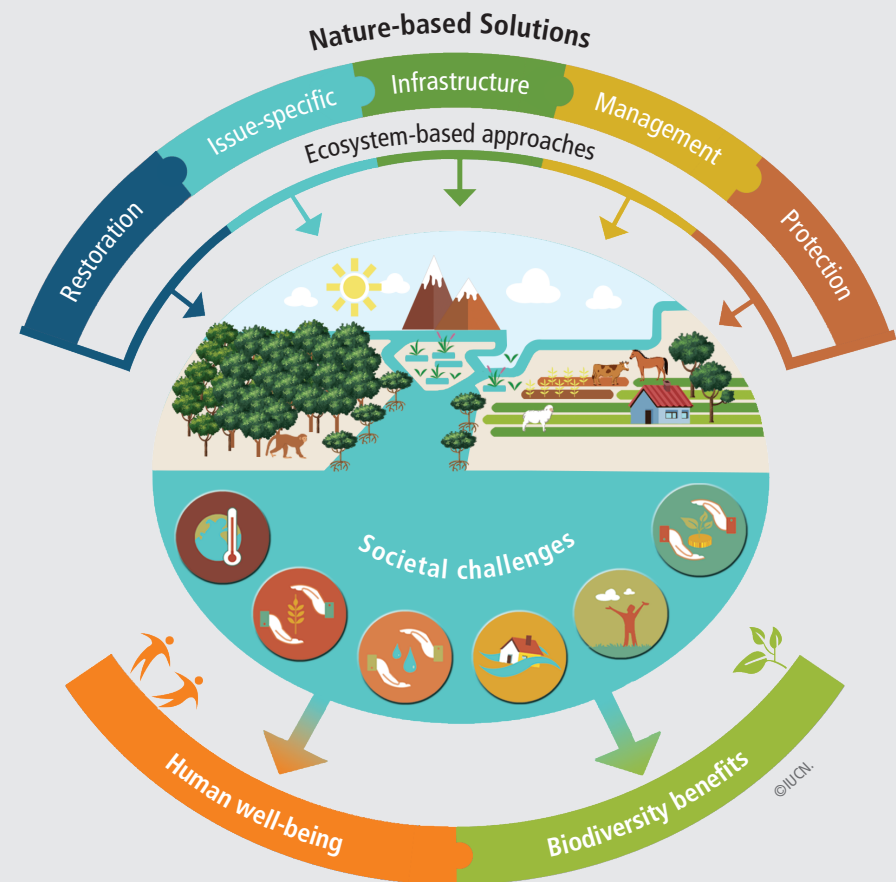 Nature-based Solutions
Restoration
Issue-specific
Infrastructure
Management
Protection
Ecosystem-based approaches
Societal challenges
Human well-being
Biodiversity benefits
©IUCN.